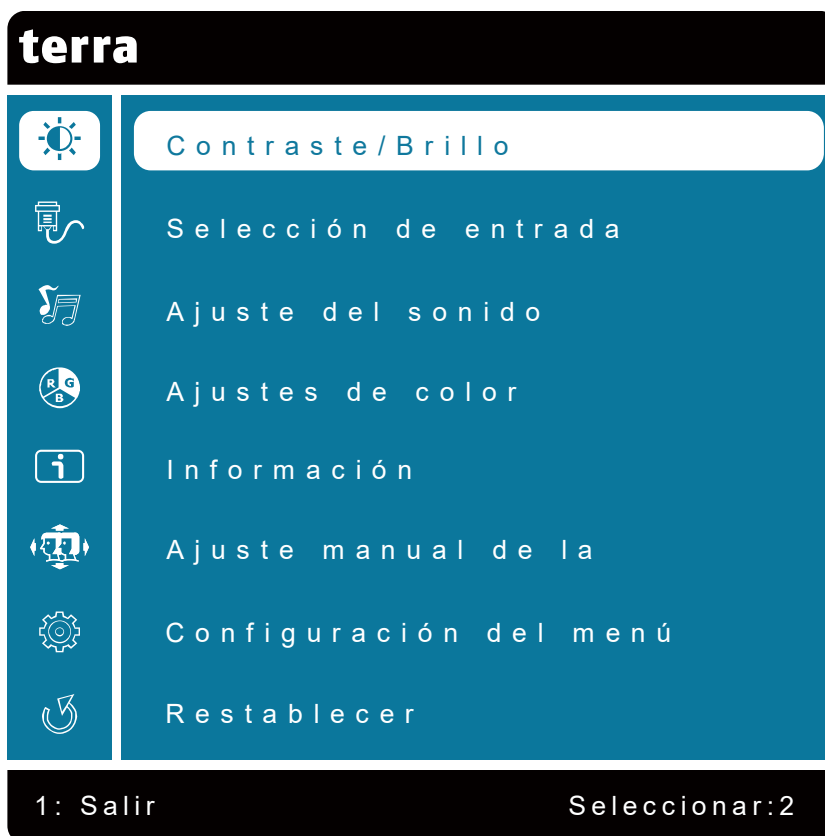 terra
Contraste/Brillo
Selección de entrada
Ajuste del sonido
R G
B
Ajustes de color
i
Información
Ajuste manual de la
Configuración del menú
Restablecer
1: Salir Seleccionar:2